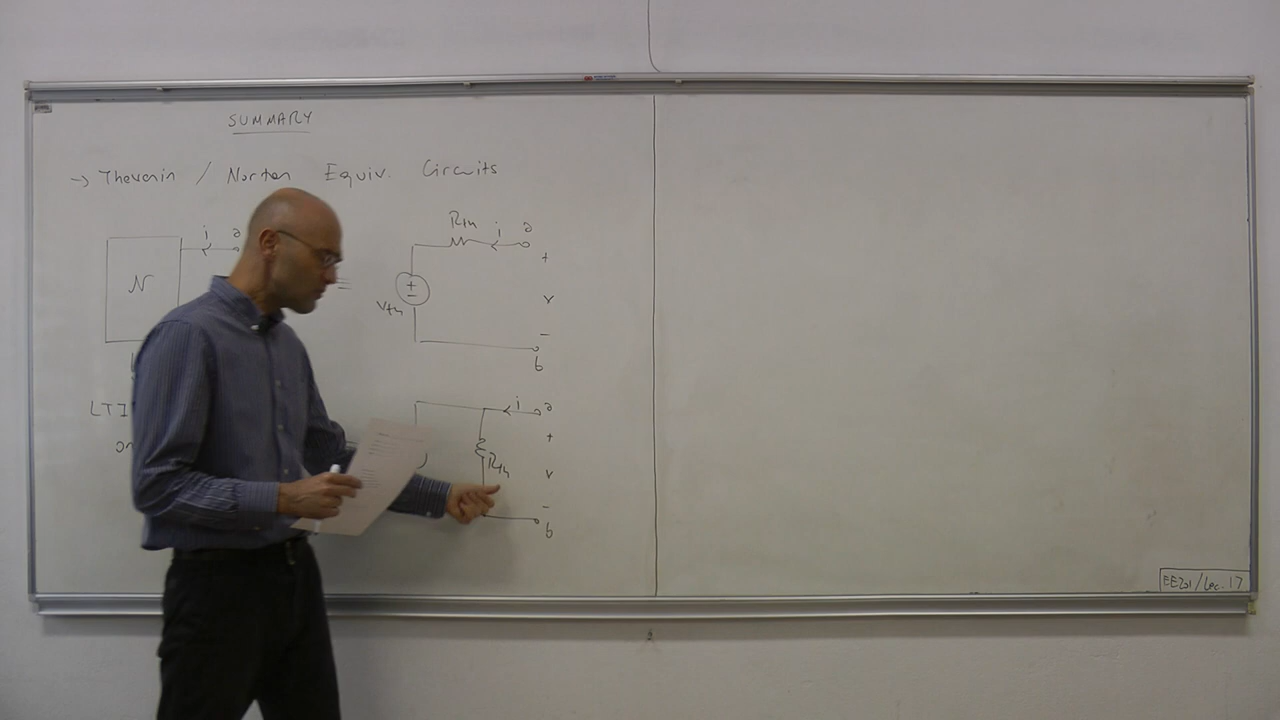 SUMMARY
→ Thevenin / Norton Equiv. Circuits
i a
N
=
Rth i a
+
+
-
Vth
v
-
b
LTI
i a
+
Rth
v
-
b
EE201/Lec. 17